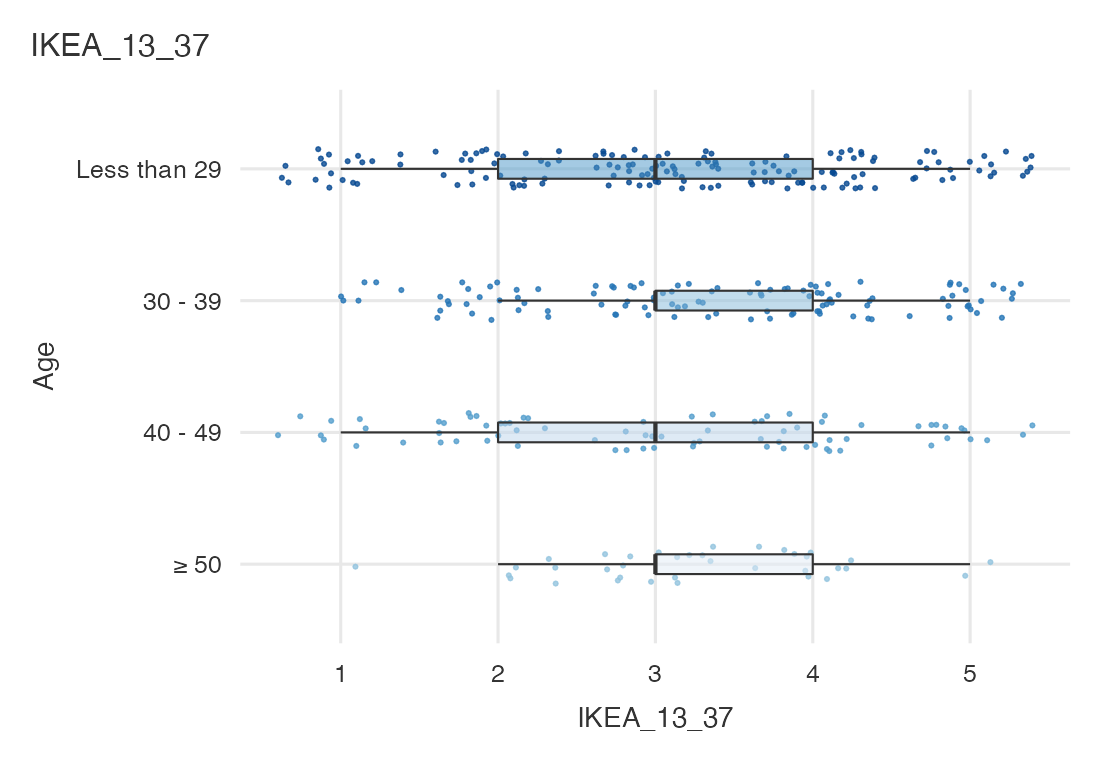 IKEA_13_37
Less than 29
30 - 39
40 - 49
≥ 50
Age
1 2 3 4 5
IKEA_13_37